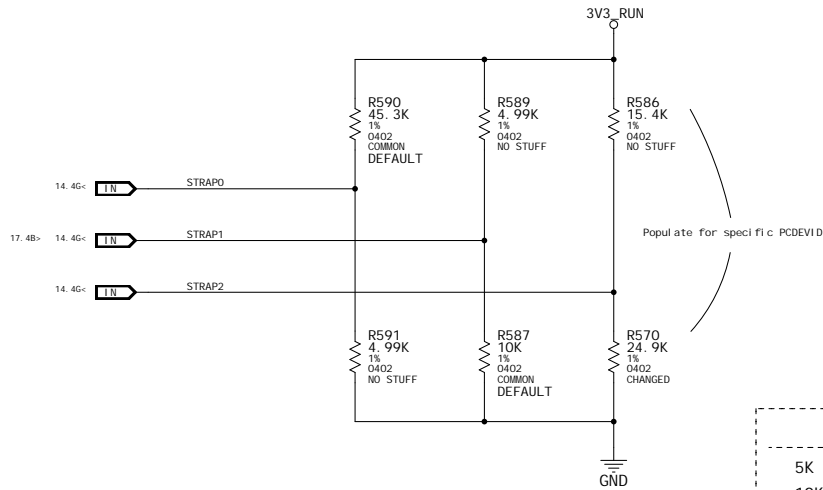 3V3_RUN
R590
45.3K
1%
0402
COMMON
DEFAULT
R589
4.99K
1%
0402
NO STUFF
R586
15.4K
1%
0402
NO STUFF
14.4G< IN STRAP0
17.4B> 14.4G< IN STRAP1
Populate for specific PCDEVID
14.4G< IN STRAP2
R591
4.99K
1%
0402
NO STUFF
R587
10K
1%
0402
COMMON
DEFAULT
R570
24.9K
1%
0402
CHANGED
GND
5K